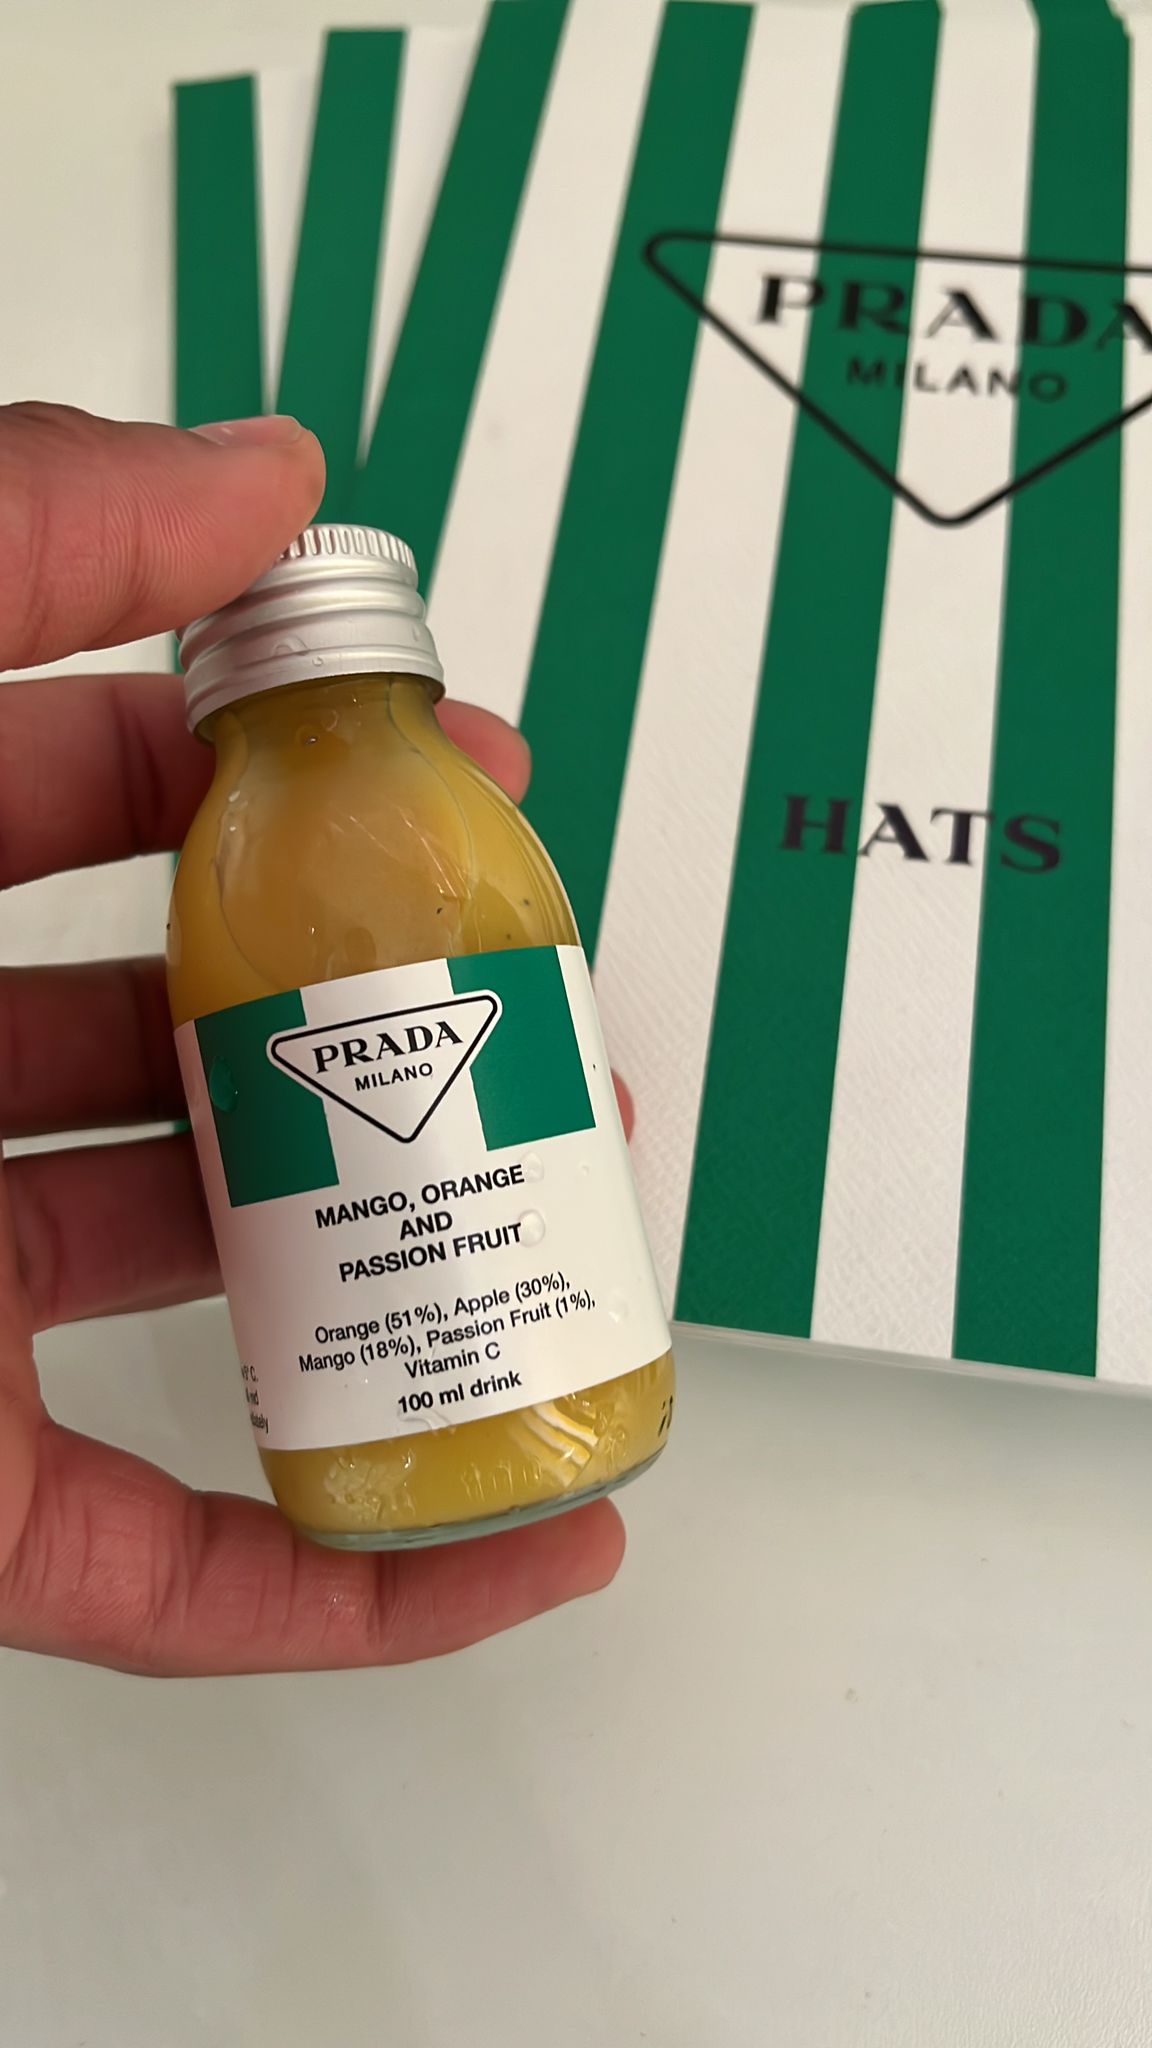 PRADA
MILANO
HATS
PRADA
MILANO
MANGO, ORANGE
AND
PASSION FRUIT
Orange (51%), Apple (30%),
Mango (18%), Passion Fruit (1%),
Vitamin C
100 ml drink